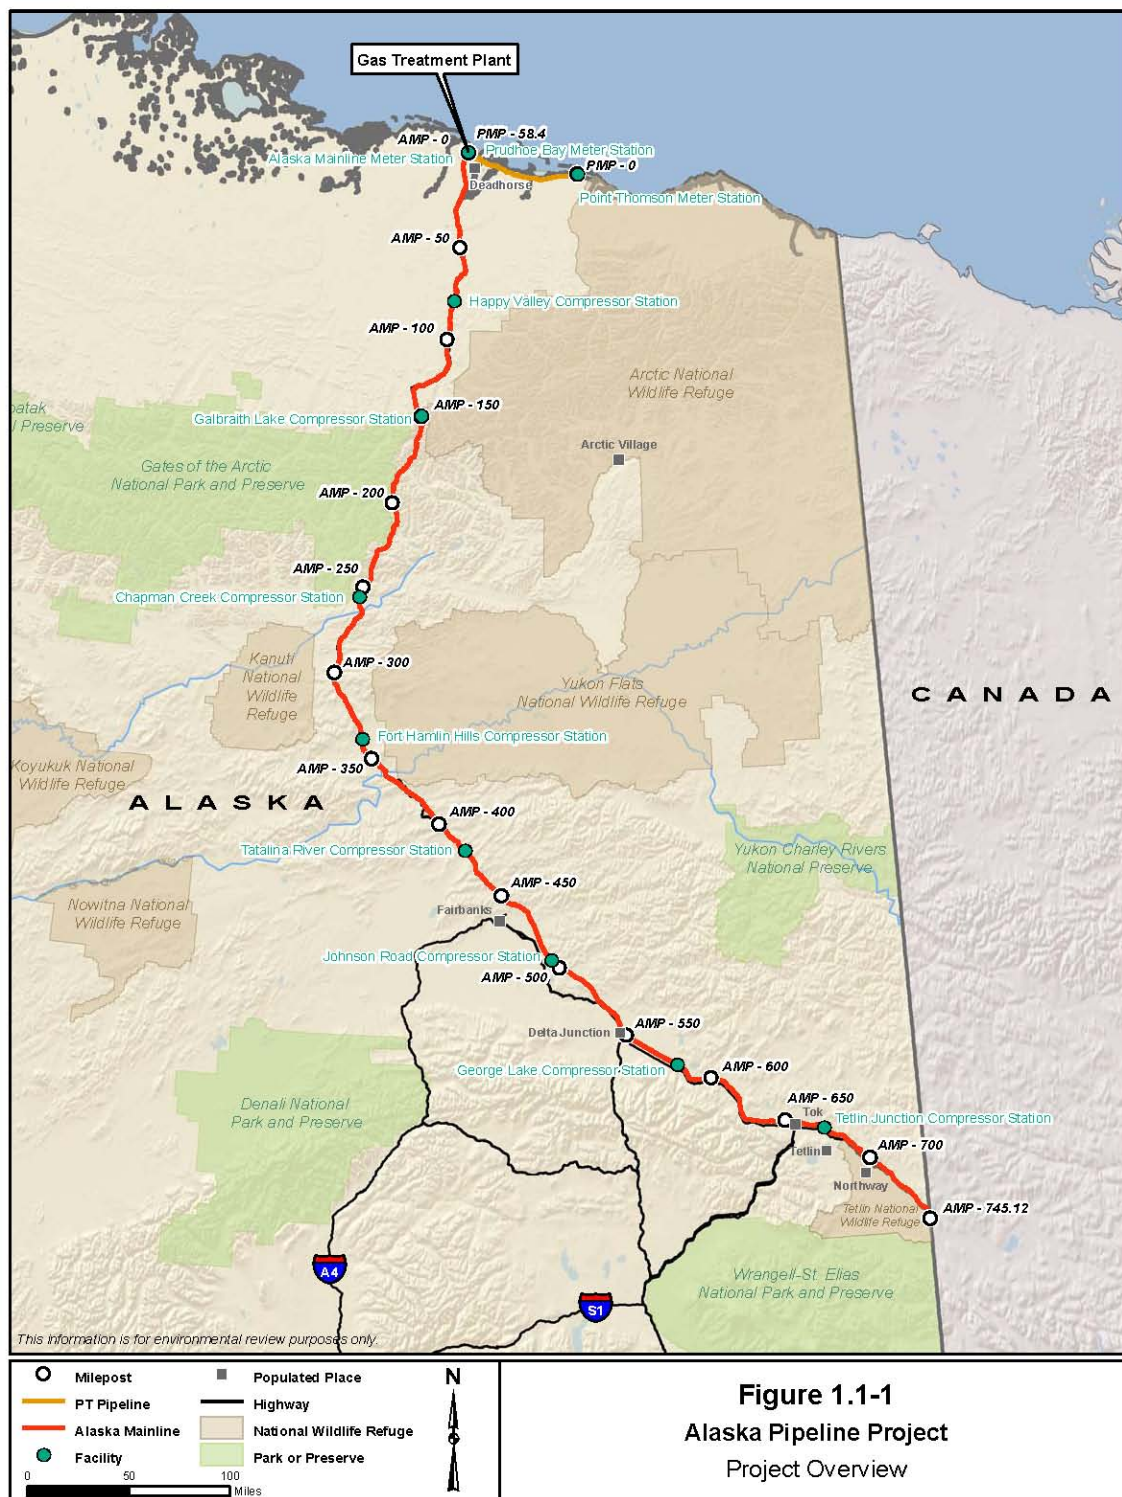 Gas Treatment Plant
AMP - 0
PMP - 58.4
Alaska Mainline Meter Station
Prudhoe Bay Meter Station
PMP - 0
Deadhorse
Point Thomson Meter Station
AMP - 50
Happy Valley Compressor Station
AMP - 100
Arctic National
Wildlife Refuge
AMP - 150
Galbraith Lake Compressor Station
patak
l Preserve
Arctic Village
Gates of the Arctic
National Park and Preserve
AMP - 200
AMP - 250
Chapman Creek Compressor Station
Kanuti
National
Wildlife
Refuge
AMP - 300
Yukon Flats
National Wildlife Refuge
CANADA
Fort Hamlin Hills Compressor Station
AMP - 350
Koyukuk National
Wildlife Refuge
ALASKA
AMP - 400
Tatalina River Compressor Station
Yukon Charley Rivers
National Preserve
AMP - 450
Nowitna National
Wildlife Refuge
Fairbanks
Johnson Road Compressor Station
AMP - 500
Delta Junction
AMP - 550
George Lake Compressor Station
AMP - 600
Denali National
Park and Preserve
AMP - 650
Tok
Tetlin Junction Compressor Station
Tetlin
AMP - 700
Northway
Tetlin National
Wildlife Refuge
AMP - 745.12
A4
S1
Wrangell-St. Elias
National Park and Preserve
This information is for environmental review purposes only.
Milepost
PT Pipeline
Alaska Mainline
Facility
0 50 100
Miles
Populated Place
Highway
National Wildlife Refuge
Park or Preserve
N
Figure 1.1-1
Alaska Pipeline Project
Project Overview